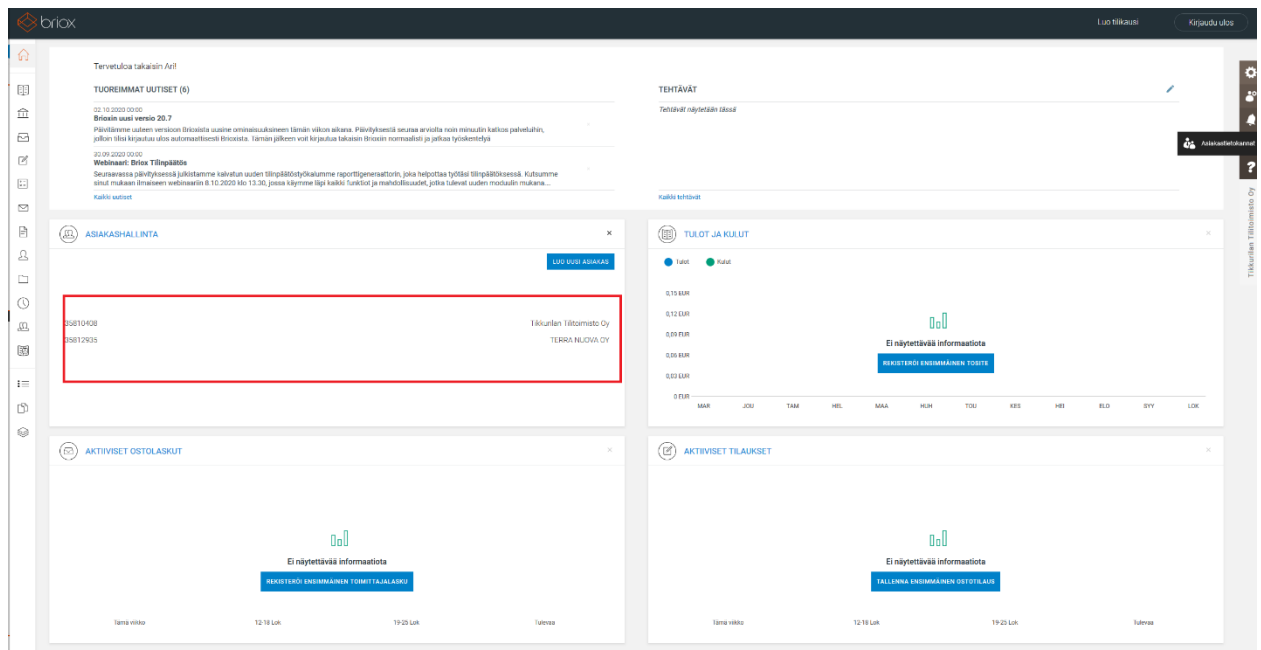 briox
Luo tilikausi
Kirjaudu ulos
Tervetuloa takaisin Ari!
TUOREIMMAT UUTISET (6)
02.10.2020 00:00
Brioxin uusi versio 20.7
Päivitämme uuteen versioon Brioxista uusine ominaisuuksineen tämän viikon aikana. Päivityksestä seuraa arviolta noin minuutin katkos palveluihin,
jolloin tilisi kirjautuu ulos automaattisesti Brioxista. Tämän jälkeen voit kirjautua takaisin Brioxiin normaalisti ja jatkaa työskentelyä
30.09.2020 00:00
Webinaari: Briox Tilinpäätös
Seuraavassa päivityksessä julkistamme kaivatun uuden tilinpäätöstyökalumme raporttigeneraattorin, joka helpottaa työtäsi tilinpäätöksessä. Kutsumme
sinut mukaan ilmaiseen webinaariin 8.10.2020 klo 13.30, jossa käymme läpi kaikki funktiot ja mahdollisuudet, jotka tulevat uuden moduulin mukana...
Kaikki uutiset
TEHTÄVÄT
Tehtävät näytetään tässä
Kaikki tehtävät
Asiakastietokannat
?
Tikkurilan Tilitoimisto Oy
ASIAKASHALLINTA
×
LUO UUSI ASIAKAS
35810408 Tikkurilan Tilitoimisto Oy
35812935 TERRA NUOVA OY
TULOT JA KULUT
×
Tulot Kulut
0,15 EUR
0,12 EUR
0,09 EUR
0,06 EUR
0,03 EUR
0 EUR
Ei näytettävää informaatiota
REKISTERÖI ENSIMMÄINEN TOSITE
MAR JOU TAM HEL MAA HUH TOU KES HEI ELO SYY LOK
AKTIIVISET OSTOLASKUT
×
Ei näytettävää informaatiota
REKISTERÖI ENSIMMÄINEN TOIMITTAJALASKU
Tämä viikko 12-18 Lok 19-25 Lok Tulevaa
AKTIIVISET TILAUKSET
×
Ei näytettävää informaatiota
TALLENNA ENSIMMÄINEN OSTOTILAUS
Tämä viikko 12-18 Lok 19-25 Lok Tulevaa